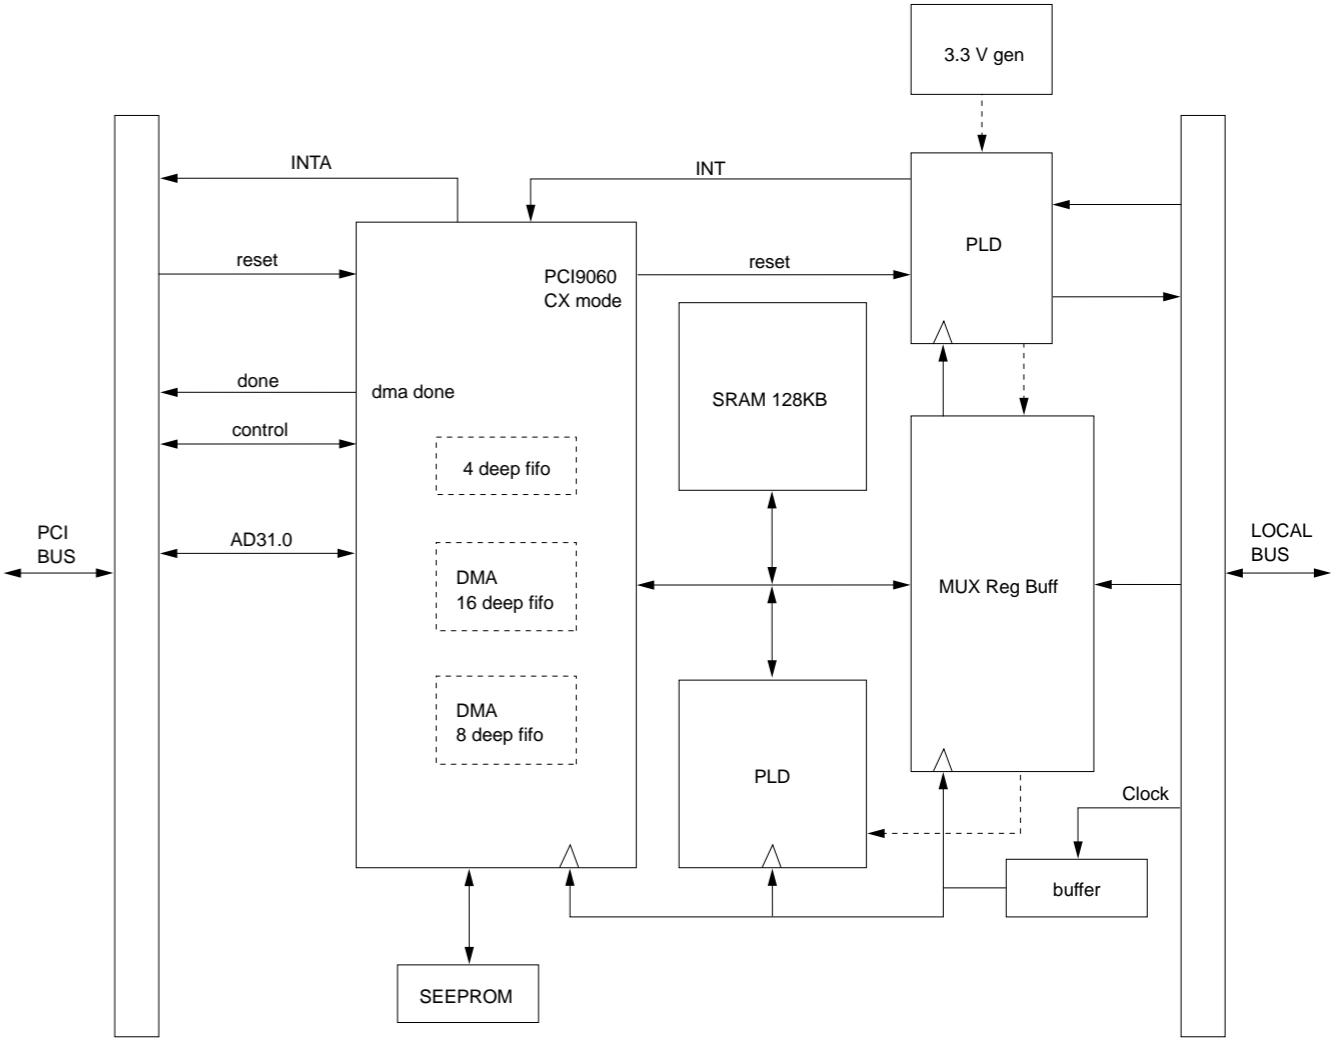 3.3 V gen
INTA
INT
PLD
reset
reset
PCI9060
CX mode
done
dma done
SRAM 128KB
control
4 deep fifo
PCI
BUS
AD31.0
LOCAL
BUS
DMA
16 deep fifo
MUX Reg Buff
DMA
8 deep fifo
PLD
Clock
buffer
SEEPROM